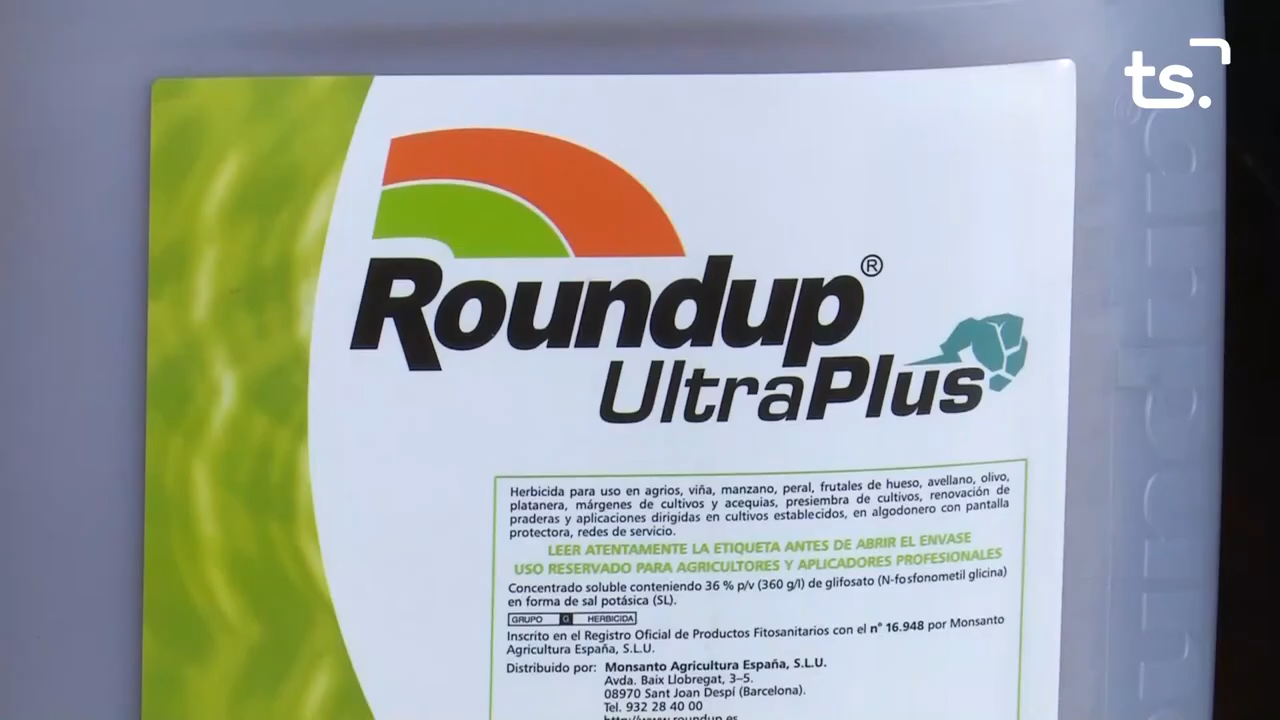 ts.
Roundup®
UltraPlus
Herbicida para uso en agrios, viña, manzano, peral, frutales de hueso, avellano, olivo,
platanera, márgenes de cultivos y acequias, presiembra de cultivos, renovación de
praderas y aplicaciones dirigidas en cultivos establecidos, en algodonero con pantalla
protectora, redes de servicio.
LEER ATENTAMENTE LA ETIQUETA ANTES DE ABRIR EL ENVASE
USO RESERVADO PARA AGRICULTORES Y APLICADORES PROFESIONALES
Concentrado soluble conteniendo 36 % p/v (360 g/l) de glifosato (N-fosfonometil glicina)
en forma de sal potásica (SL).
GRUPO G HERBICIDA
Inscrito en el Registro Oficial de Productos Fitosanitarios con el n° 16.948 por Monsanto
Agricultura España, S.L.U.
Distribuido por: Monsanto Agricultura España, S.L.U.
Avda. Baix Llobregat, 3–5.
08970 Sant Joan Despí (Barcelona).
Tel. 932 28 40 00
http://www.roundup.es